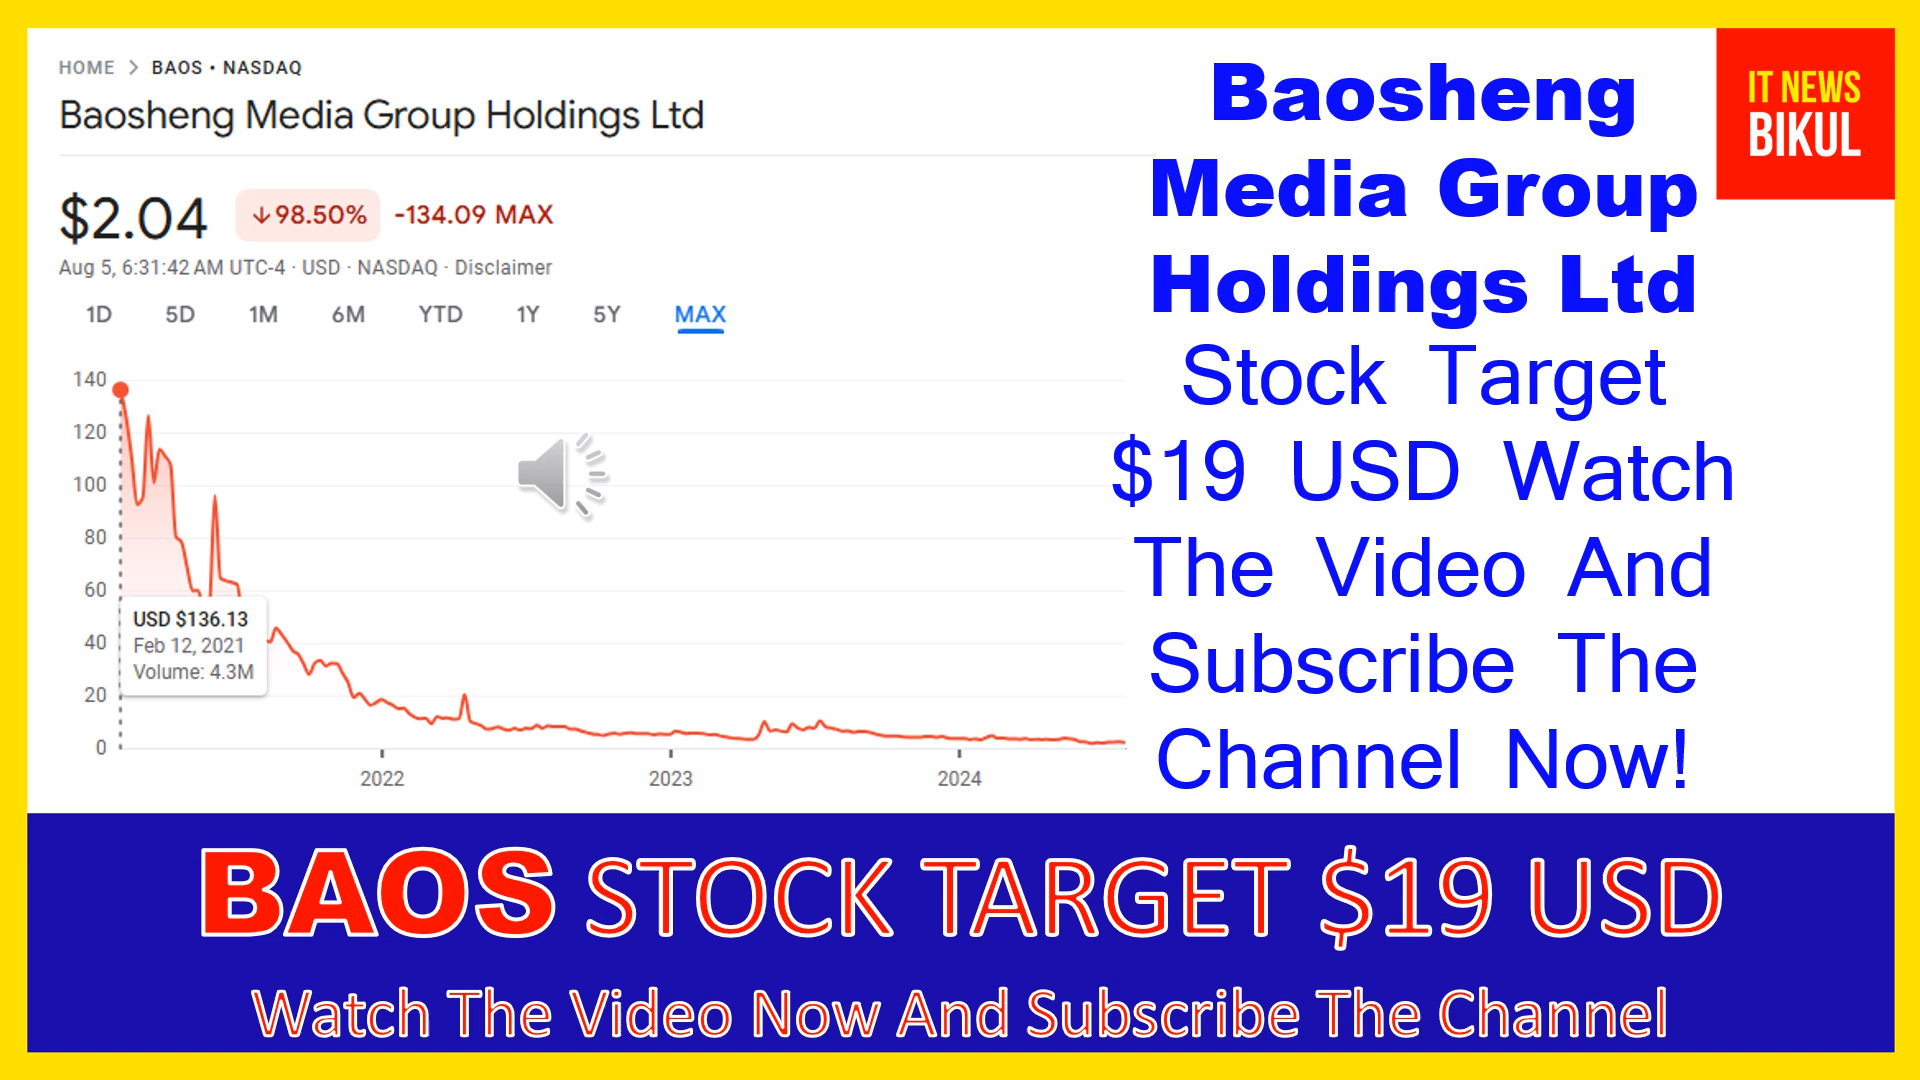 HOME > BAOS • NASDAQ
Baosheng Media Group Holdings Ltd
$2.04 ↓98.50% -134.09 MAX
Aug 5, 6:31:42 AM UTC-4 · USD · NASDAQ · Disclaimer
1D 5D 1M 6M YTD 1Y 5Y MAX
140
120
100
80
60
40
20
0
USD $136.13
Feb 12, 2021
Volume: 4.3M
2022 2023 2024
Baosheng
Media Group
Holdings Ltd
Stock Target
$19 USD Watch
The Video And
Subscribe The
Channel Now!
IT NEWS
BIKUL
BAOS STOCK TARGET $19 USD
Watch The Video Now And Subscribe The Channel